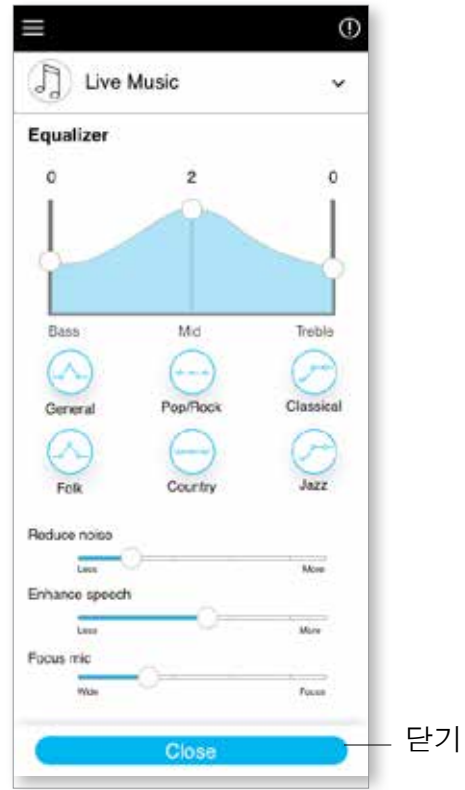 Live Music
Equalizer
0 2 0
Bass Mid Treble
General Pop/Rock Classical
Folk Country Jazz
Reduce noise
Less More
Enhance speech
Less More
Focus mic
Wide Focus
Close 닫기